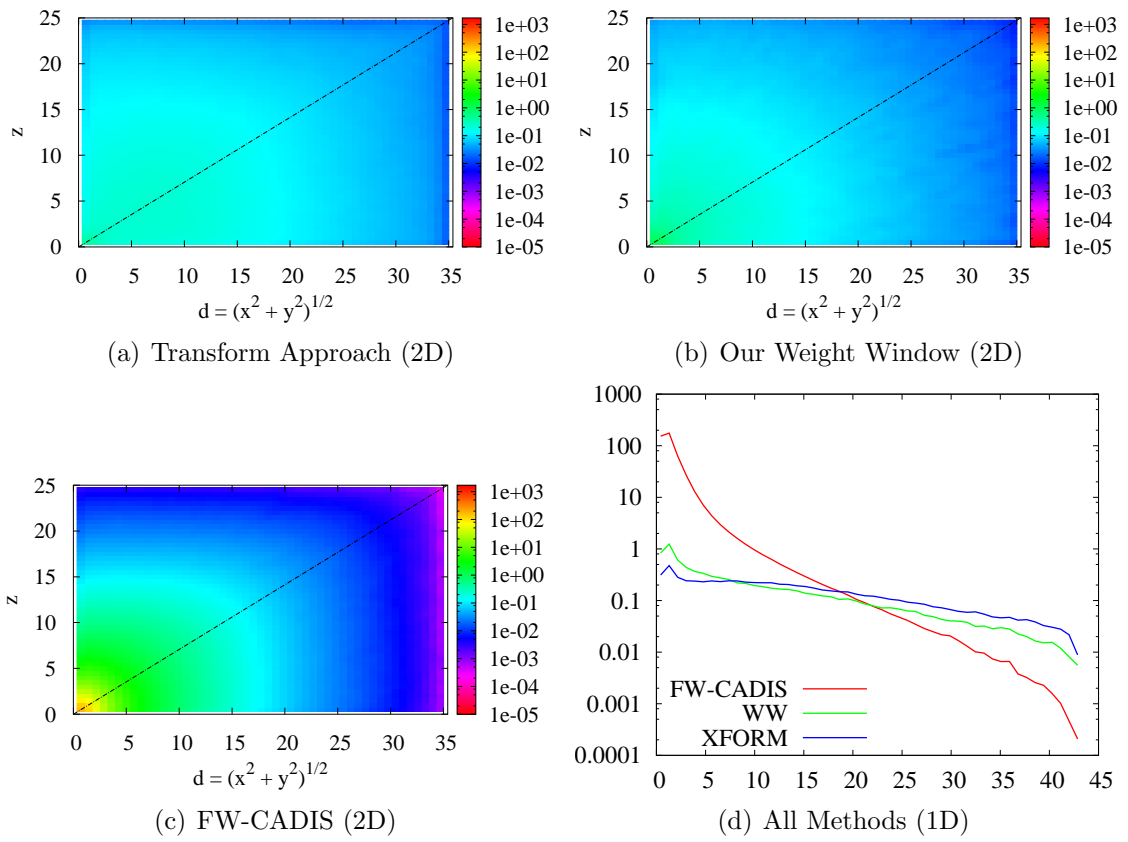 25
20
15
10
5
0
z
0 5 10 15 20 25 30 35
d = (x² + y²)^1/2
1e+03
1e+02
1e+01
1e+00
1e-01
1e-02
1e-03
1e-04
1e-05
(a) Transform Approach (2D)
25
20
15
10
5
0
z
0 5 10 15 20 25 30 35
d = (x² + y²)^1/2
1e+03
1e+02
1e+01
1e+00
1e-01
1e-02
1e-03
1e-04
1e-05
(b) Our Weight Window (2D)
25
20
15
10
5
0
z
0 5 10 15 20 25 30 35
d = (x² + y²)^1/2
1e+03
1e+02
1e+01
1e+00
1e-01
1e-02
1e-03
1e-04
1e-05
(c) FW-CADIS (2D)
1000
100
10
1
0.1
0.01
0.001
0.0001
FW-CADIS
WW
XFORM
0 5 10 15 20 25 30 35 40 45
(d) All Methods (1D)